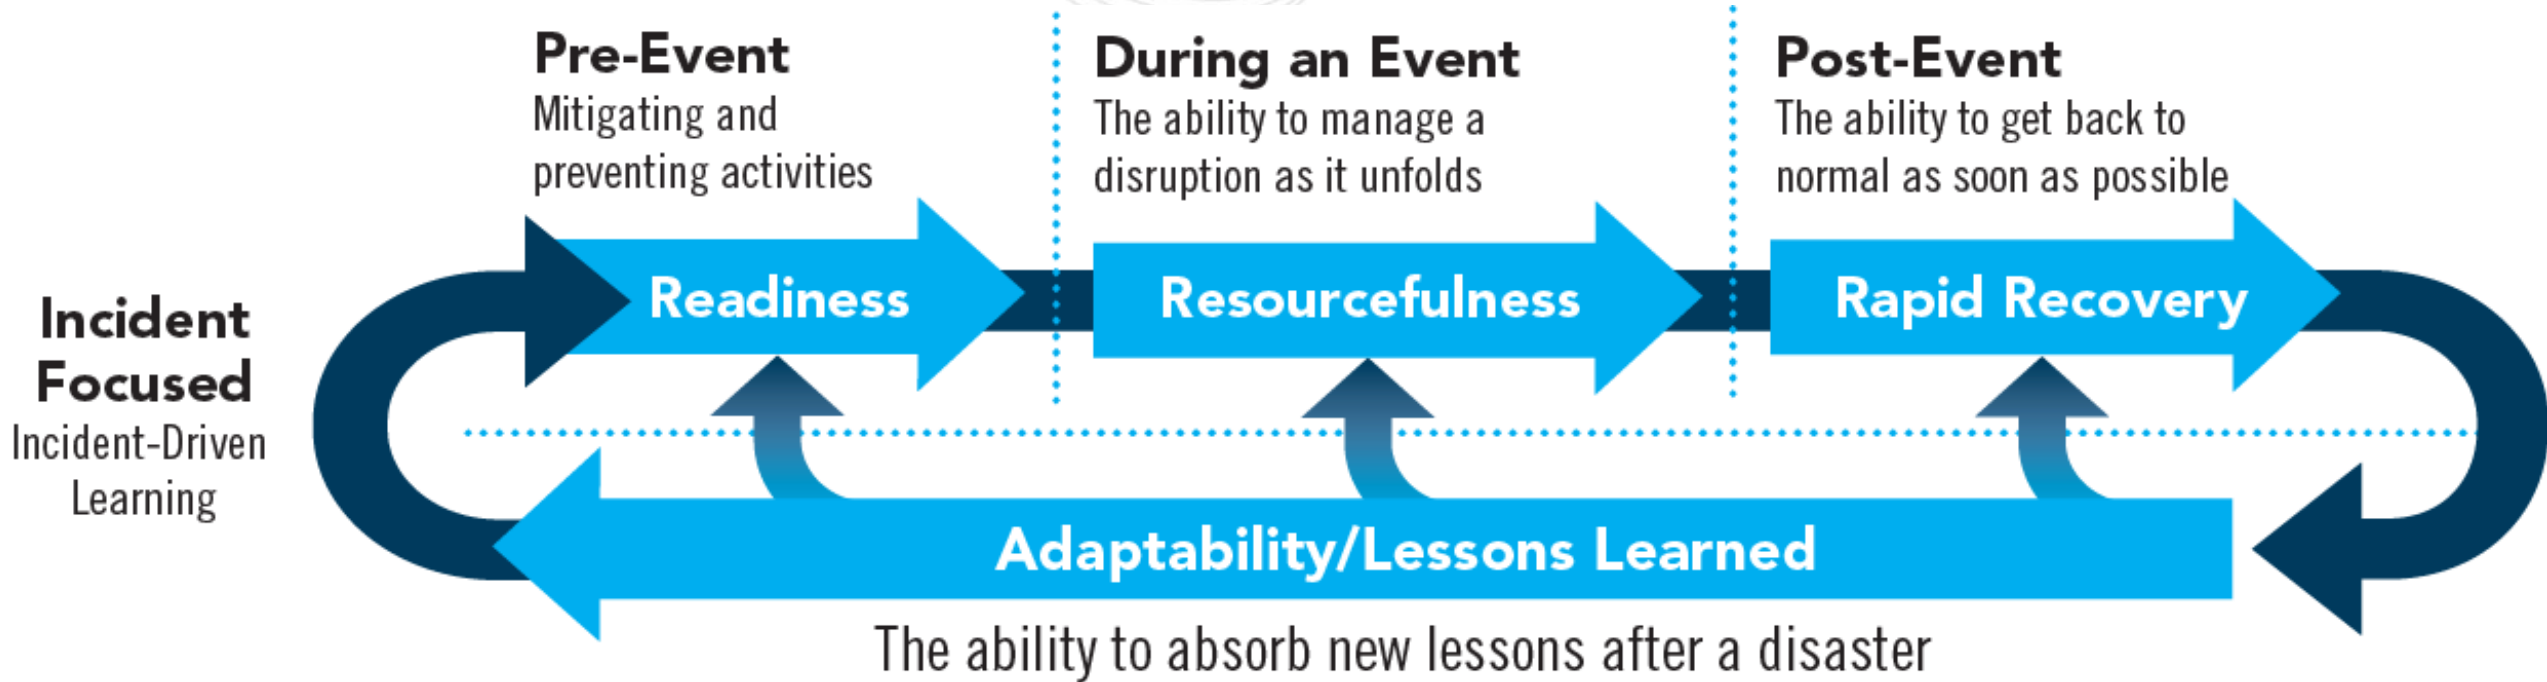 Pre-Event
Mitigating and
preventing activities
During an Event
The ability to manage a
disruption as it unfolds
Post-Event
The ability to get back to
normal as soon as possible
Incident
Focused
Incident-Driven
Learning
Readiness
Resourcefulness
Rapid Recovery
Adaptability/Lessons Learned
The ability to absorb new lessons after a disaster